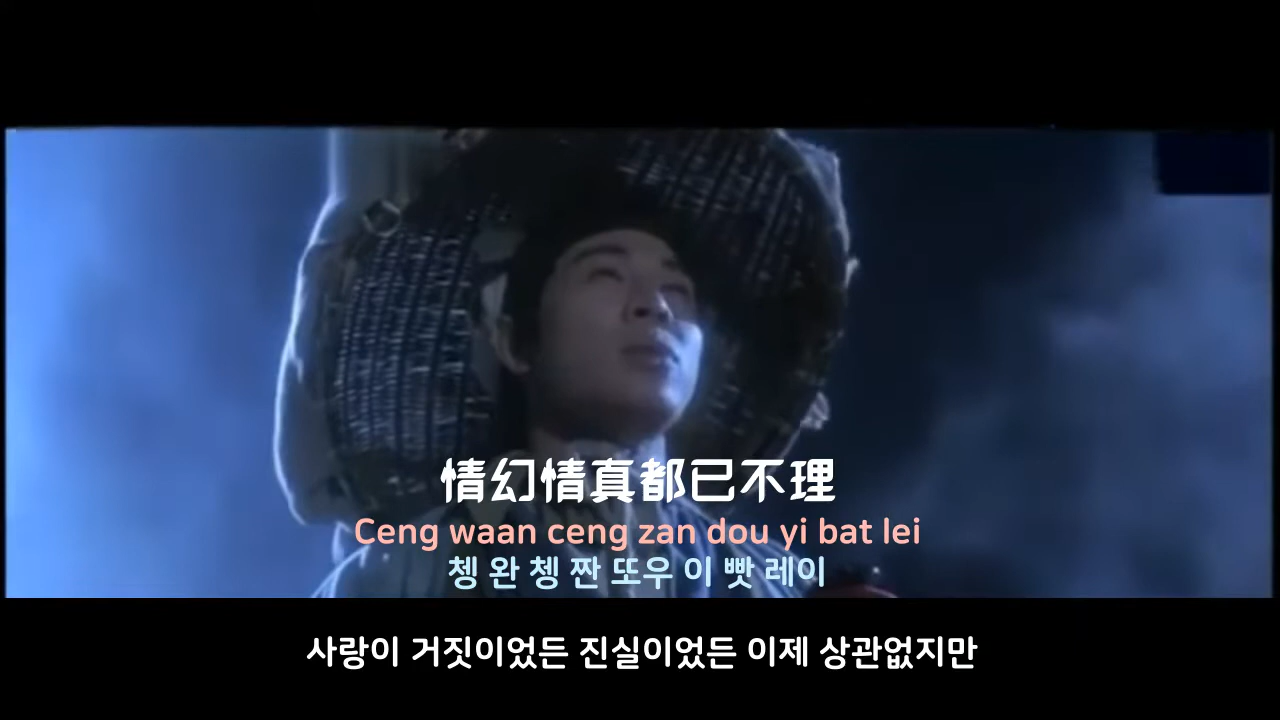 情幻情真都已不理
Ceng waan ceng zan dou yi bat lei
쳉 완 쳉 짠 또우 이 빳 레이
사랑이 거짓이었든 진실이었든 이제 상관없지만